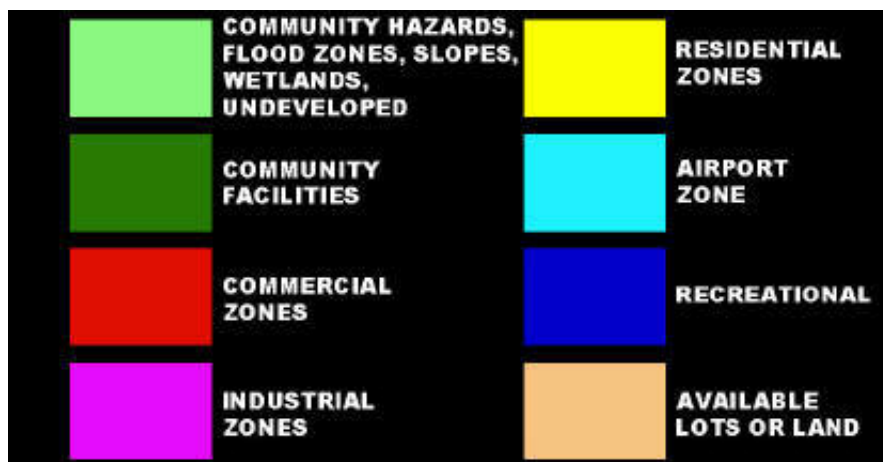 COMMUNITY HAZARDS,
FLOOD ZONES, SLOPES,
WETLANDS,
UNDEVELOPED
RESIDENTIAL
ZONES
COMMUNITY
FACILITIES
AIRPORT
ZONE
COMMERCIAL
ZONES
RECREATIONAL
INDUSTRIAL
ZONES
AVAILABLE
LOTS OR LAND